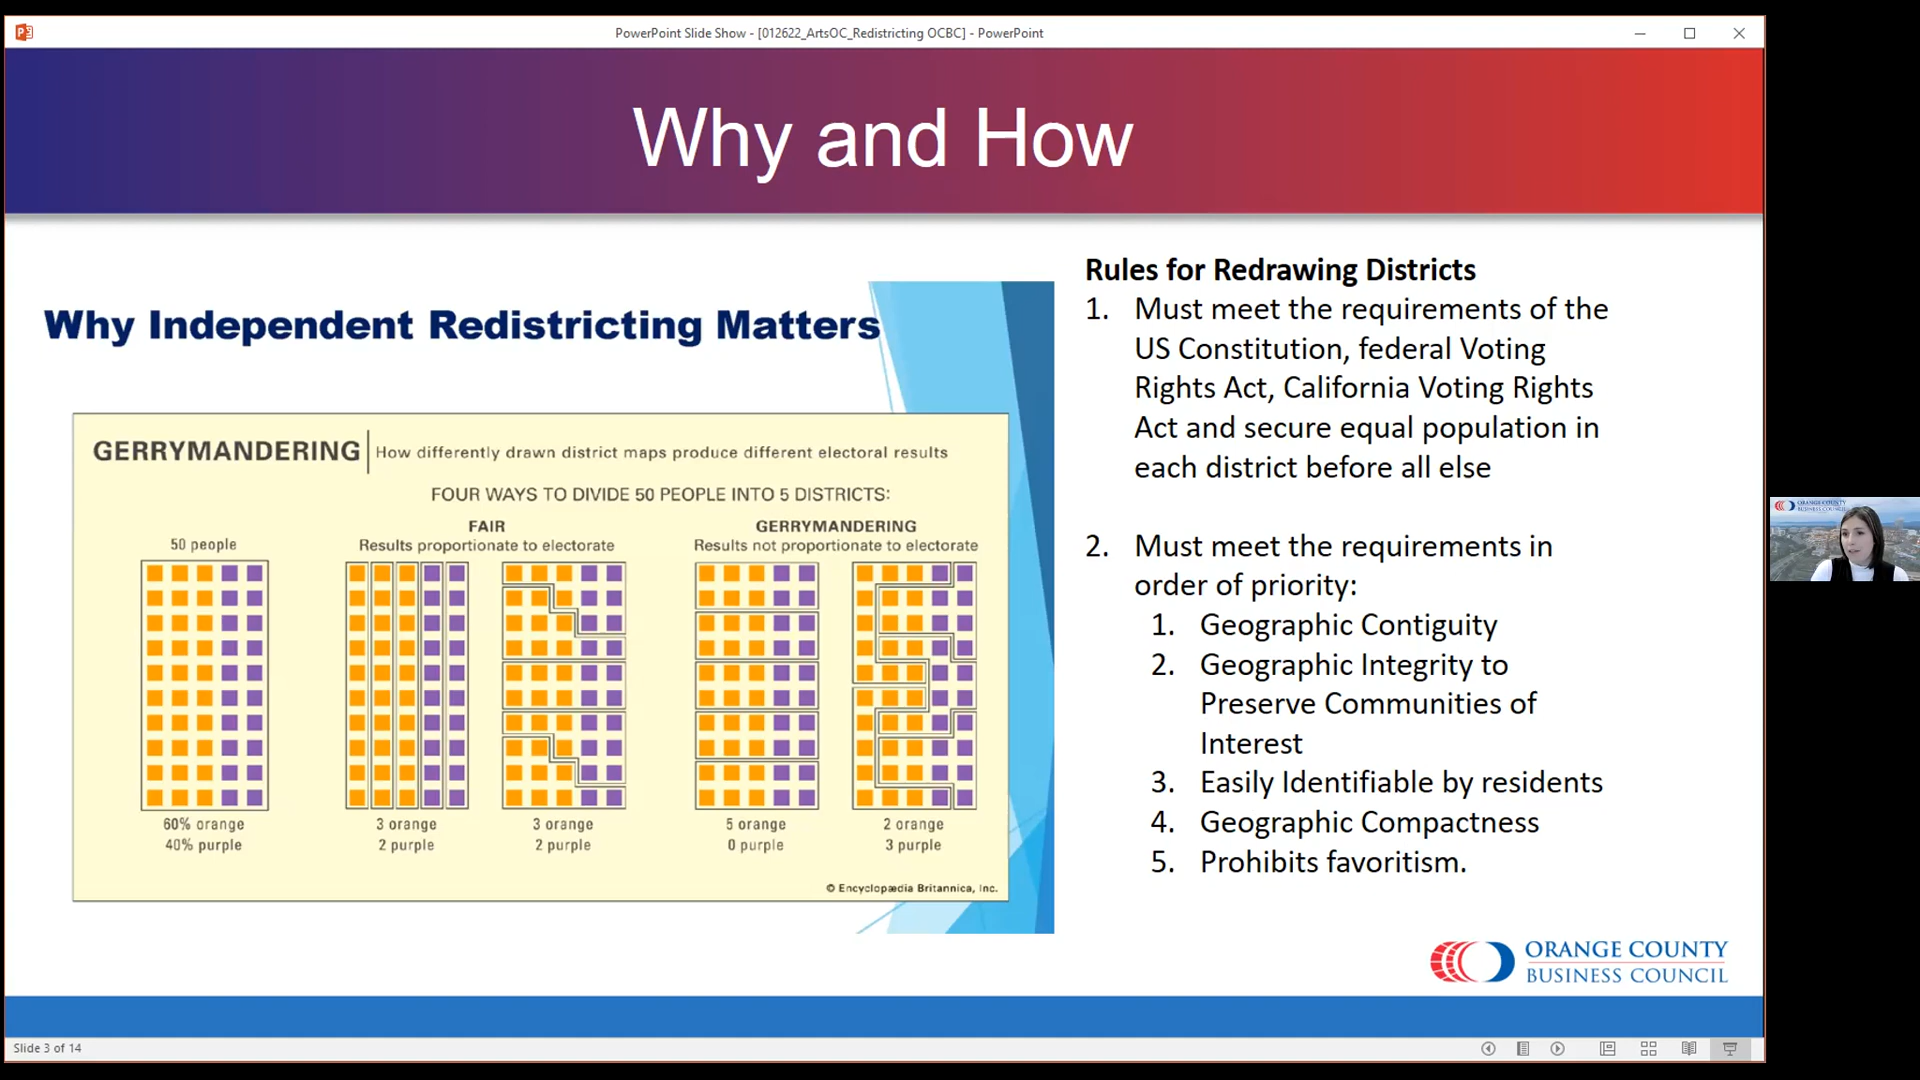 PowerPoint Slide Show - [012622_ArtsOC_Redistricting OCBC] - PowerPoint
Why and How
Why Independent Redistricting Matters
GERRYMANDERING
How differently drawn district maps produce different electoral results
FOUR WAYS TO DIVIDE 50 PEOPLE INTO 5 DISTRICTS:
50 people
FAIR
Results proportionate to electorate
GERRYMANDERING
Results not proportionate to electorate
60% orange
40% purple
3 orange
2 purple
3 orange
2 purple
5 orange
0 purple
2 orange
3 purple
© Encyclopædia Britannica, Inc.
Rules for Redrawing Districts
1. Must meet the requirements of the
US Constitution, federal Voting
Rights Act, California Voting Rights
Act and secure equal population in
each district before all else
2. Must meet the requirements in
order of priority:
1. Geographic Contiguity
2. Geographic Integrity to
Preserve Communities of
Interest
3. Easily Identifiable by residents
4. Geographic Compactness
5. Prohibits favoritism.
ORANGE COUNTY
BUSINESS COUNCIL
ORANGE COUNTY
BUSINESS COUNCIL
Slide 3 of 14